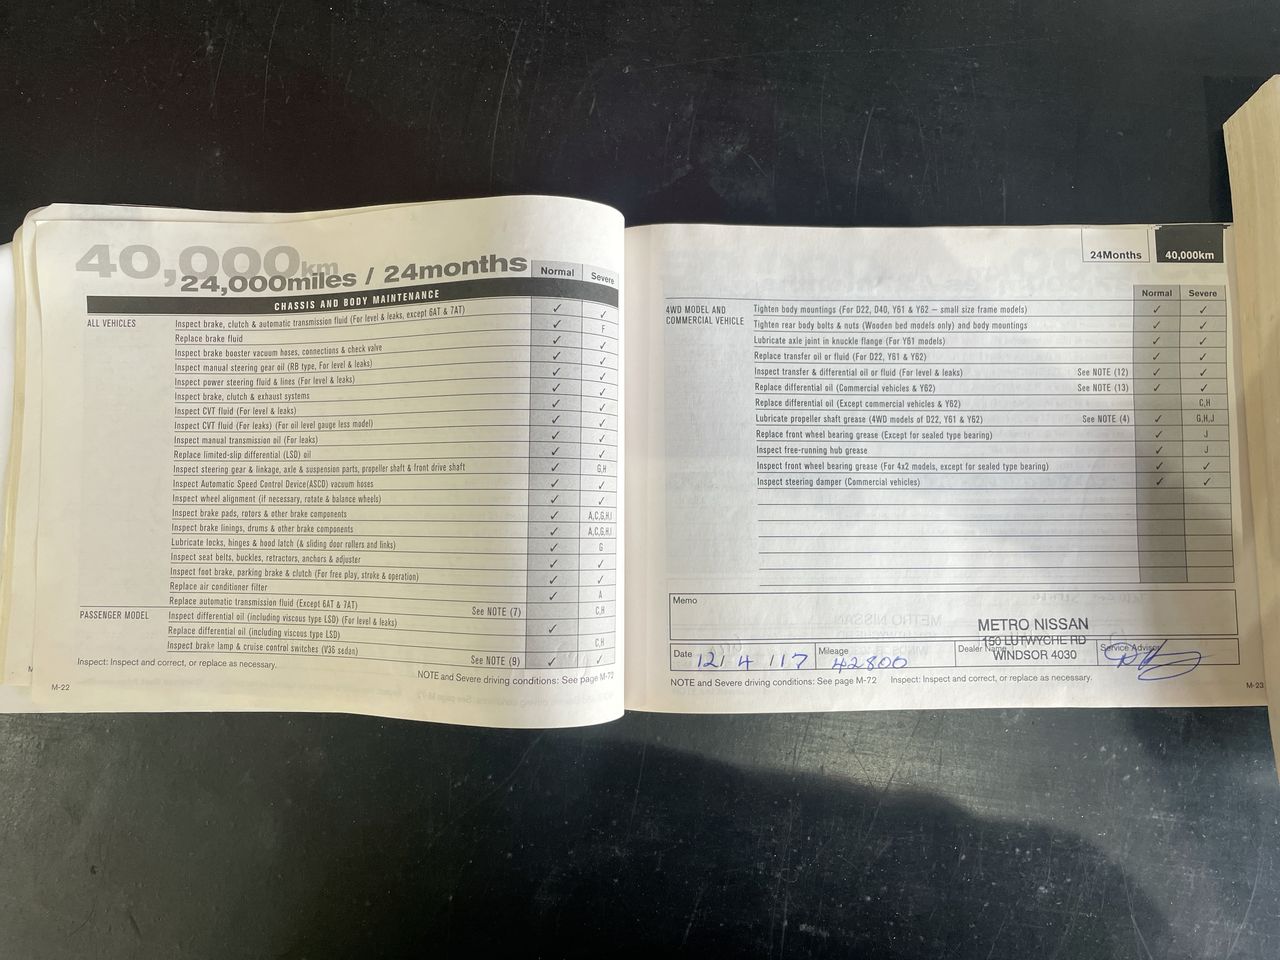 40,000km
24,000miles / 24months
Normal Severe
CHASSIS AND BODY MAINTENANCE
ALL VEHICLES
Inspect brake, clutch & automatic transmission fluid (For level & leaks, except 6AT & 7AT) ✓ ✓
Replace brake fluid ✓ F
Inspect brake booster vacuum hoses, connections & check valve ✓ ✓
Inspect manual steering gear oil (RB type, For level & leaks) ✓ ✓
Inspect power steering fluid & lines (For level & leaks) ✓ ✓
Inspect brake, clutch & exhaust systems ✓ ✓
Inspect CVT fluid (For level & leaks) ✓ ✓
Inspect CVT fluid (For leaks) (For oil level gauge less model) ✓ ✓
Inspect manual transmission oil (For leaks) ✓ ✓
Replace limited-slip differential (LSD) oil ✓ ✓
Inspect steering gear & linkage, axle & suspension parts, propeller shaft & front drive shaft ✓ G,H
Inspect Automatic Speed Control Device(ASCD) vacuum hoses ✓ ✓
Inspect wheel alignment (if necessary, rotate & balance wheels) ✓ ✓
Inspect brake pads, rotors & other brake components ✓ A,C,G,H,I
Inspect brake linings, drums & other brake components ✓ A,C,G,H,I
Lubricate locks, hinges & hood latch (& sliding door rollers and links) ✓ G
Inspect seat belts, buckles, retractors, anchors & adjuster ✓ ✓
Inspect foot brake, parking brake & clutch (For free play, stroke & operation) ✓ ✓
Replace air conditioner filter ✓ A
Replace automatic transmission fluid (Except 6AT & 7AT) See NOTE (7) C,H
PASSENGER MODEL
Inspect differential oil (including viscous type LSD) (For level & leaks) ✓
Replace differential oil (including viscous type LSD) C,H
Inspect brake lamp & cruise control switches (V36 sedan) See NOTE (9) ✓ ✓
Inspect: Inspect and correct, or replace as necessary.
NOTE and Severe driving conditions: See page M-72
M-22
24Months 40,000km
Normal Severe
4WD MODEL AND
COMMERCIAL VEHICLE
Tighten body mountings (For D22, D40, Y61 & Y62 – small size frame models) ✓ ✓
Tighten rear body bolts & nuts (Wooden bed models only) and body mountings ✓ ✓
Lubricate axle joint in knuckle flange (For Y61 models) ✓ ✓
Replace transfer oil or fluid (For D22, Y61 & Y62) ✓ ✓
Inspect transfer & differential oil or fluid (For level & leaks) See NOTE (12) ✓ ✓
Replace differential oil (Commercial vehicles & Y62) See NOTE (13) ✓ ✓
Replace differential oil (Except commercial vehicles & Y62) C,H
Lubricate propeller shaft grease (4WD models of D22, Y61 & Y62) See NOTE (4) ✓ G,H,J
Replace front wheel bearing grease (Except for sealed type bearing) ✓ J
Inspect free-running hub grease ✓ J
Inspect front wheel bearing grease (For 4x2 models, except for sealed type bearing) ✓ ✓
Inspect steering damper (Commercial vehicles) ✓ ✓
Memo
METRO NISSAN
150 LUTWYCHE RD
WINDSOR 4030
Date 12/4/17 Mileage 42800 Dealer Name Service Advisor
NOTE and Severe driving conditions: See page M-72 Inspect: Inspect and correct, or replace as necessary.
M-23